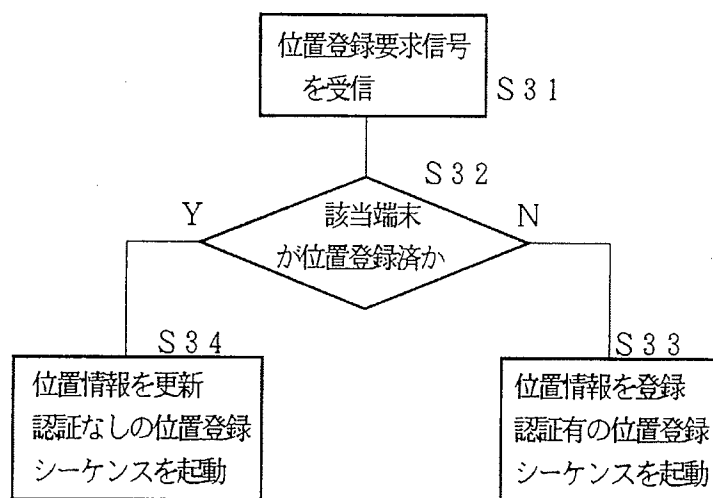 位置登録要求信号
を受信
S31
S32
Y
該当端末
N
が位置登録済か
S34
S33
位置情報を更新
認証なしの位置登録
シーケンスを起動
位置情報を登録
認証有の位置登録
シーケンスを起動